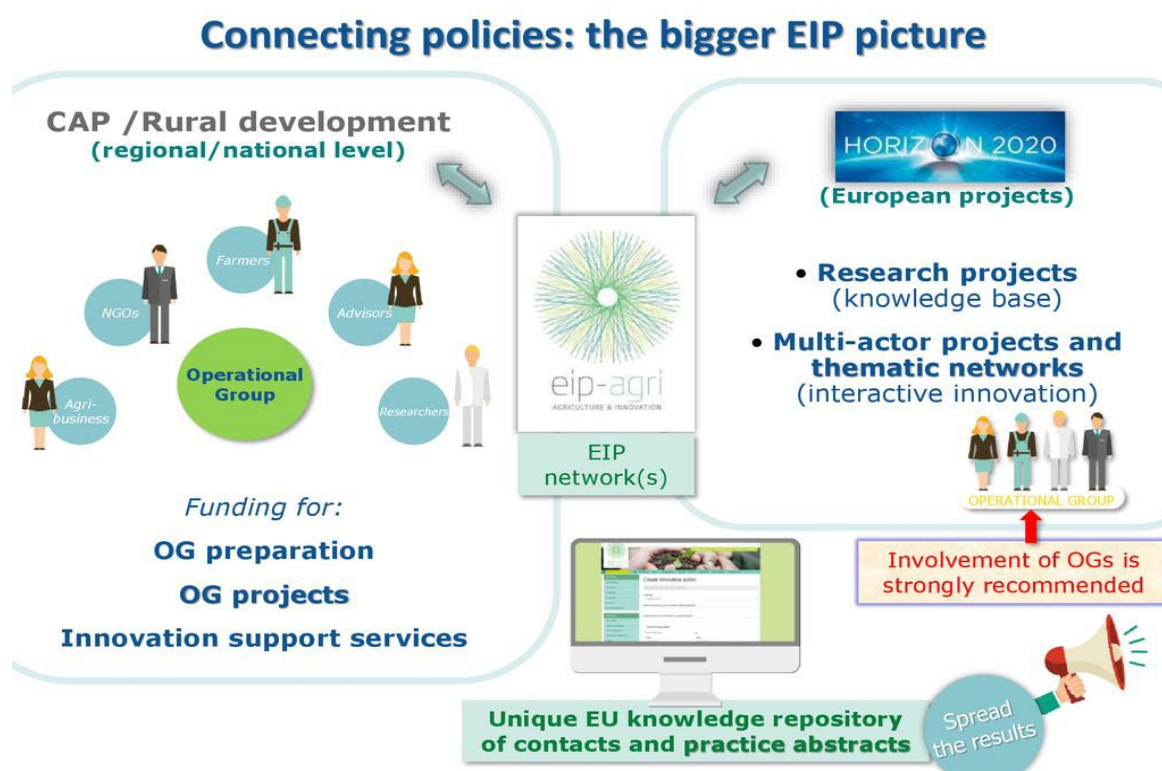 Connecting policies: the bigger EIP picture
CAP /Rural development
(regional/national level)
Farmers
NGOs
Advisors
Operational
Group
Agri-
business
Researchers
Funding for:
OG preparation
OG projects
Innovation support services
eip-agri
AGRICULTURE & INNOVATION
EIP
network(s)
HORIZON 2020
(European projects)
• Research projects
(knowledge base)
• Multi-actor projects and
thematic networks
(interactive innovation)
OPERATIONAL GROUP
Involvement of OGs is
strongly recommended
Create Innovative action
Unique EU knowledge repository
of contacts and practice abstracts
Spread
the results